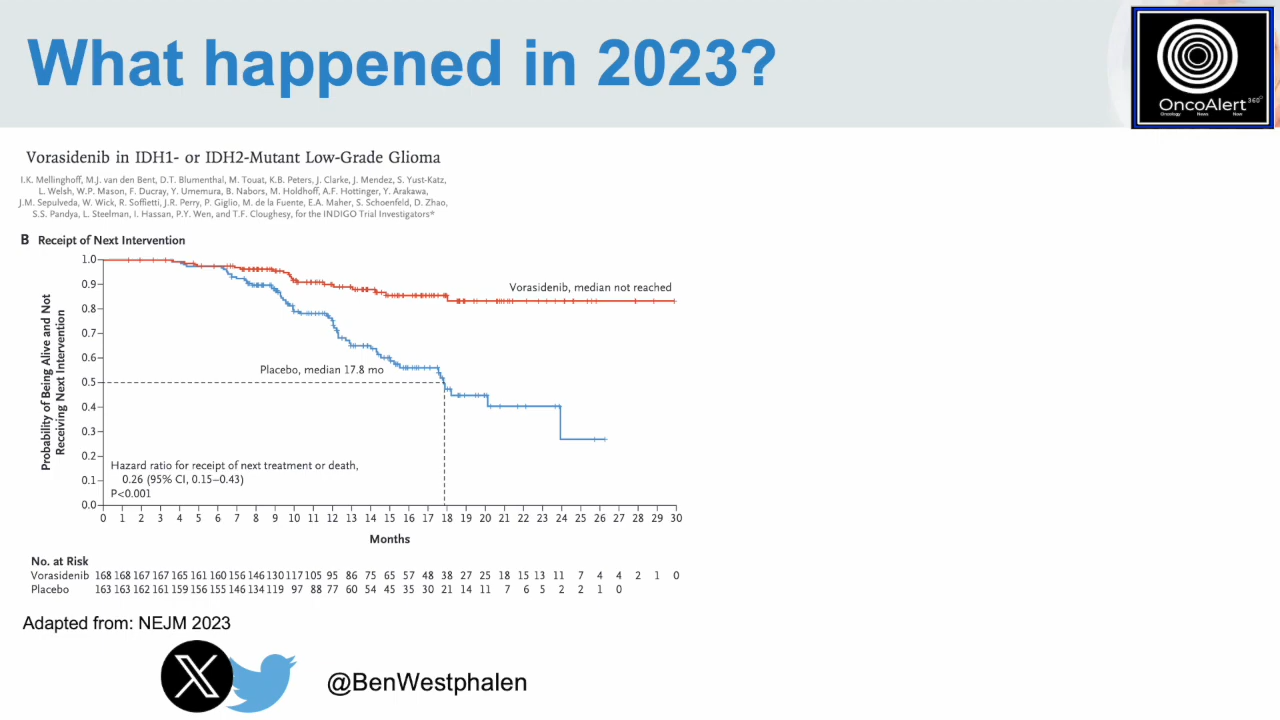 What happened in 2023?
OncoAlert 360°
Oncology News Now
Vorasidenib in IDH1- or IDH2-Mutant Low-Grade Glioma
I.K. Mellinghoff, M.J. van den Bent, D.T. Blumenthal, M. Touat, K.B. Peters, J. Clarke, J. Mendez, S. Yust-Katz,
L. Welsh, W.P. Mason, F. Ducray, Y. Umemura, B. Nabors, M. Holdhoff, A.F. Hottinger, Y. Arakawa,
J.M. Sepulveda, W. Wick, R. Soffietti, J.R. Perry, P. Giglio, M. de la Fuente, E.A. Maher, S. Schoenfeld, D. Zhao,
S.S. Pandya, L. Steelman, I. Hassan, P.Y. Wen, and T.F. Cloughesy, for the INDIGO Trial Investigators*
B Receipt of Next Intervention
Probability of Being Alive and Not
Receiving Next Intervention
1.0
0.9
0.8
0.7
0.6
0.5
0.4
0.3
0.2
0.1
0.0
Vorasidenib, median not reached
Placebo, median 17.8 mo
Hazard ratio for receipt of next treatment or death,
0.26 (95% CI, 0.15–0.43)
P<0.001
0 1 2 3 4 5 6 7 8 9 10 11 12 13 14 15 16 17 18 19 20 21 22 23 24 25 26 27 28 29 30
Months
No. at Risk
Vorasidenib 168 168 167 167 165 161 160 156 146 130 117 105 95 86 75 65 57 48 38 27 25 18 15 13 11 7 4 4 2 1 0
Placebo 163 163 162 161 159 156 155 146 134 119 97 88 77 60 54 45 35 30 21 14 11 7 6 5 2 2 1 0
Adapted from: NEJM 2023
@BenWestphalen